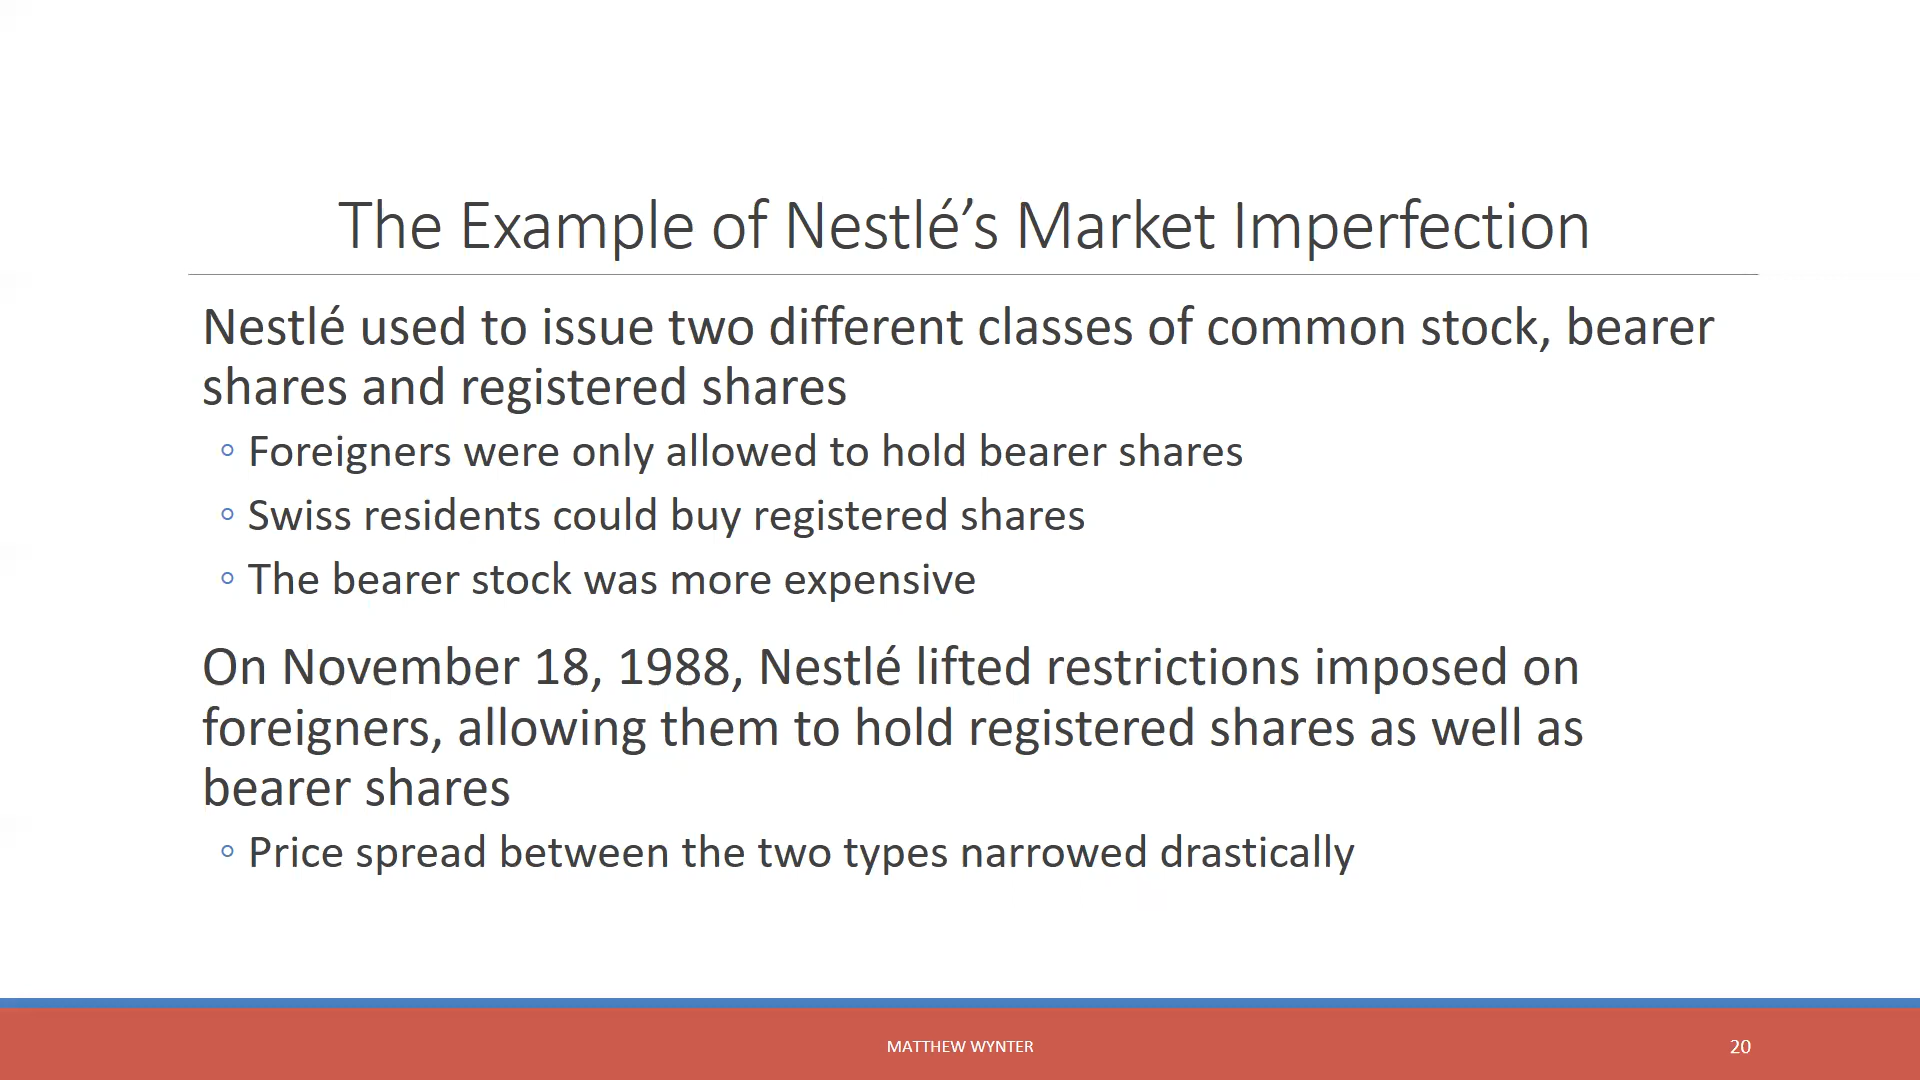 The Example of Nestlé’s Market Imperfection
Nestlé used to issue two different classes of common stock, bearer
shares and registered shares
◦ Foreigners were only allowed to hold bearer shares
◦ Swiss residents could buy registered shares
◦ The bearer stock was more expensive
On November 18, 1988, Nestlé lifted restrictions imposed on
foreigners, allowing them to hold registered shares as well as
bearer shares
◦ Price spread between the two types narrowed drastically
MATTHEW WYNTER
20